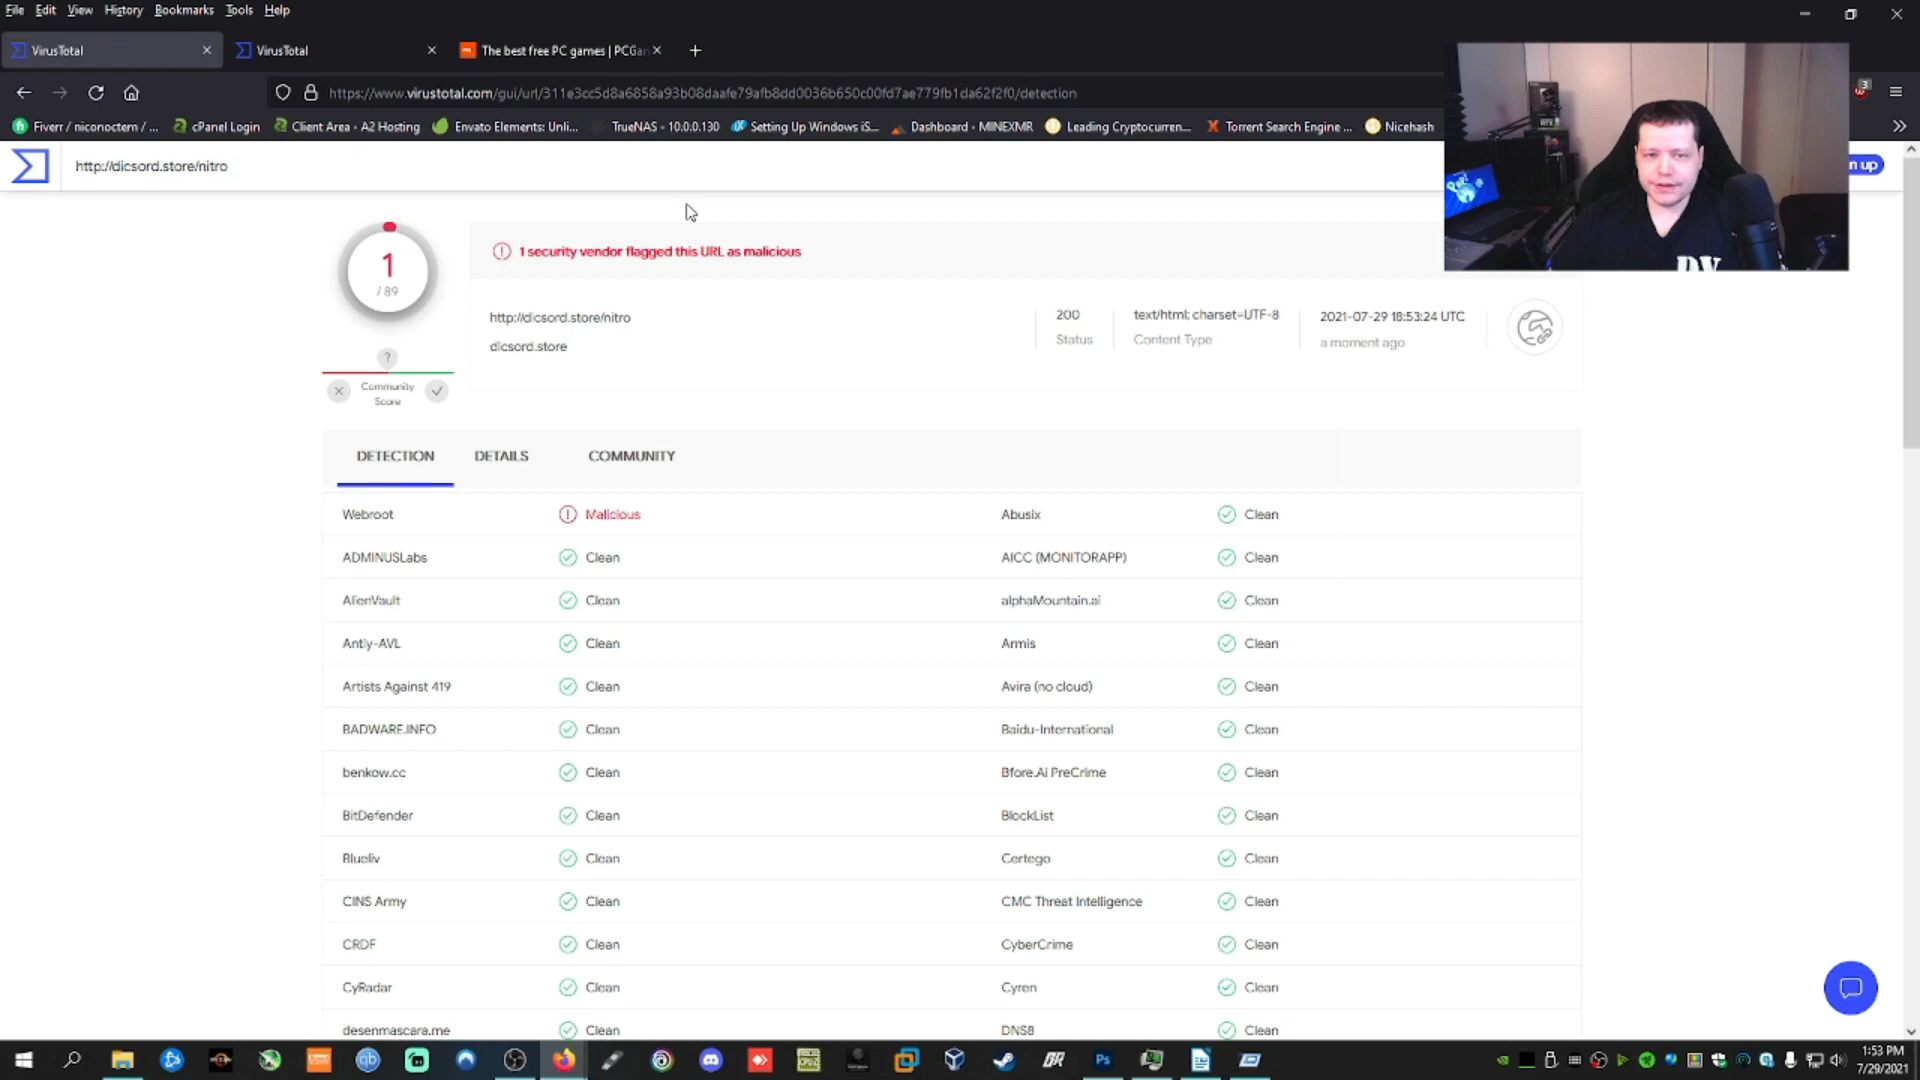 File Edit View History Bookmarks Tools Help
VirusTotal
VirusTotal
The best free PC games | PCGa
https://www.virustotal.com/gui/url/311e3cc5d8a6858a93b08daafe79afb8dd0036b650c00fd7ae779fb1da62f2f0/detection
3
Fiverr / niconoctem / ...
cPanel Login
Client Area - A2 Hosting
Envato Elements: Unli...
TrueNAS - 10.0.0.130
Setting Up Windows iS...
Dashboard - MINEXMR
Leading Cryptocurren...
Torrent Search Engine ...
Nicehash
http://dicsord.store/nitro
n up
1
/ 89
1 security vendor flagged this URL as malicious
http://dicsord.store/nitro
dicsord.store
200
Status
text/html; charset=UTF-8
Content Type
2021-07-29 18:53:24 UTC
a moment ago
?
Community
Score
DETECTION DETAILS COMMUNITY
Webroot Malicious Abusix Clean
ADMINUSLabs Clean AICC (MONITORAPP) Clean
AlienVault Clean alphaMountain.ai Clean
Antiy-AVL Clean Armis Clean
Artists Against 419 Clean Avira (no cloud) Clean
BADWARE.INFO Clean Baidu-International Clean
benkow.cc Clean Bfore.Ai PreCrime Clean
BitDefender Clean BlockList Clean
Blueliv Clean Certego Clean
CINS Army Clean CMC Threat Intelligence Clean
CRDF Clean CyberCrime Clean
CyRadar Clean Cyren Clean
desenmascara.me Clean DNS8 Clean
qb
BR
Ps
1:53 PM
7/29/2021